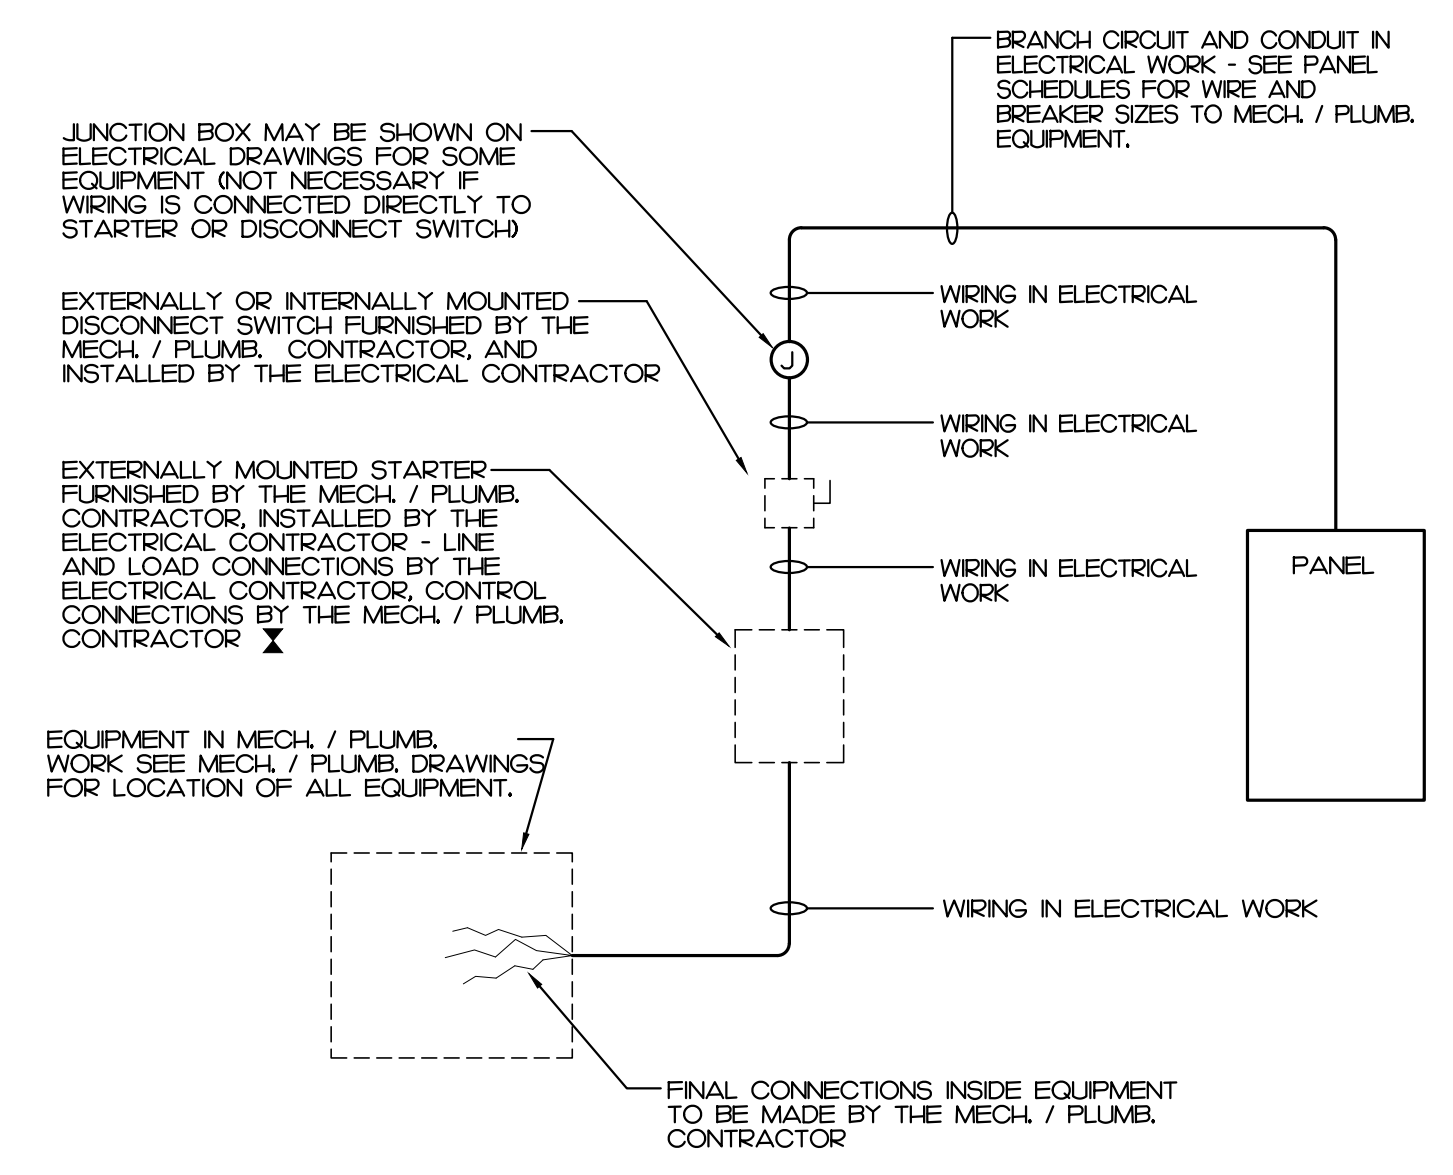 BRANCH CIRCUIT AND CONDUIT IN
ELECTRICAL WORK - SEE PANEL
SCHEDULES FOR WIRE AND
BREAKER SIZES TO MECH. / PLUMB.
EQUIPMENT.
JUNCTION BOX MAY BE SHOWN ON
ELECTRICAL DRAWINGS FOR SOME
EQUIPMENT (NOT NECESSARY IF
WIRING IS CONNECTED DIRECTLY TO
STARTER OR DISCONNECT SWITCH)
WIRING IN ELECTRICAL
WORK
EXTERNALLY OR INTERNALLY MOUNTED
DISCONNECT SWITCH FURNISHED BY THE
MECH. / PLUMB. CONTRACTOR, AND
INSTALLED BY THE ELECTRICAL CONTRACTOR
J
WIRING IN ELECTRICAL
WORK
EXTERNALLY MOUNTED STARTER
FURNISHED BY THE MECH. / PLUMB.
CONTRACTOR, INSTALLED BY THE
ELECTRICAL CONTRACTOR - LINE
AND LOAD CONNECTIONS BY THE
ELECTRICAL CONTRACTOR, CONTROL
CONNECTIONS BY THE MECH. / PLUMB.
CONTRACTOR
WIRING IN ELECTRICAL
WORK
PANEL
EQUIPMENT IN MECH. / PLUMB.
WORK SEE MECH. / PLUMB. DRAWINGS
FOR LOCATION OF ALL EQUIPMENT.
WIRING IN ELECTRICAL WORK
FINAL CONNECTIONS INSIDE EQUIPMENT
TO BE MADE BY THE MECH. / PLUMB.
CONTRACTOR